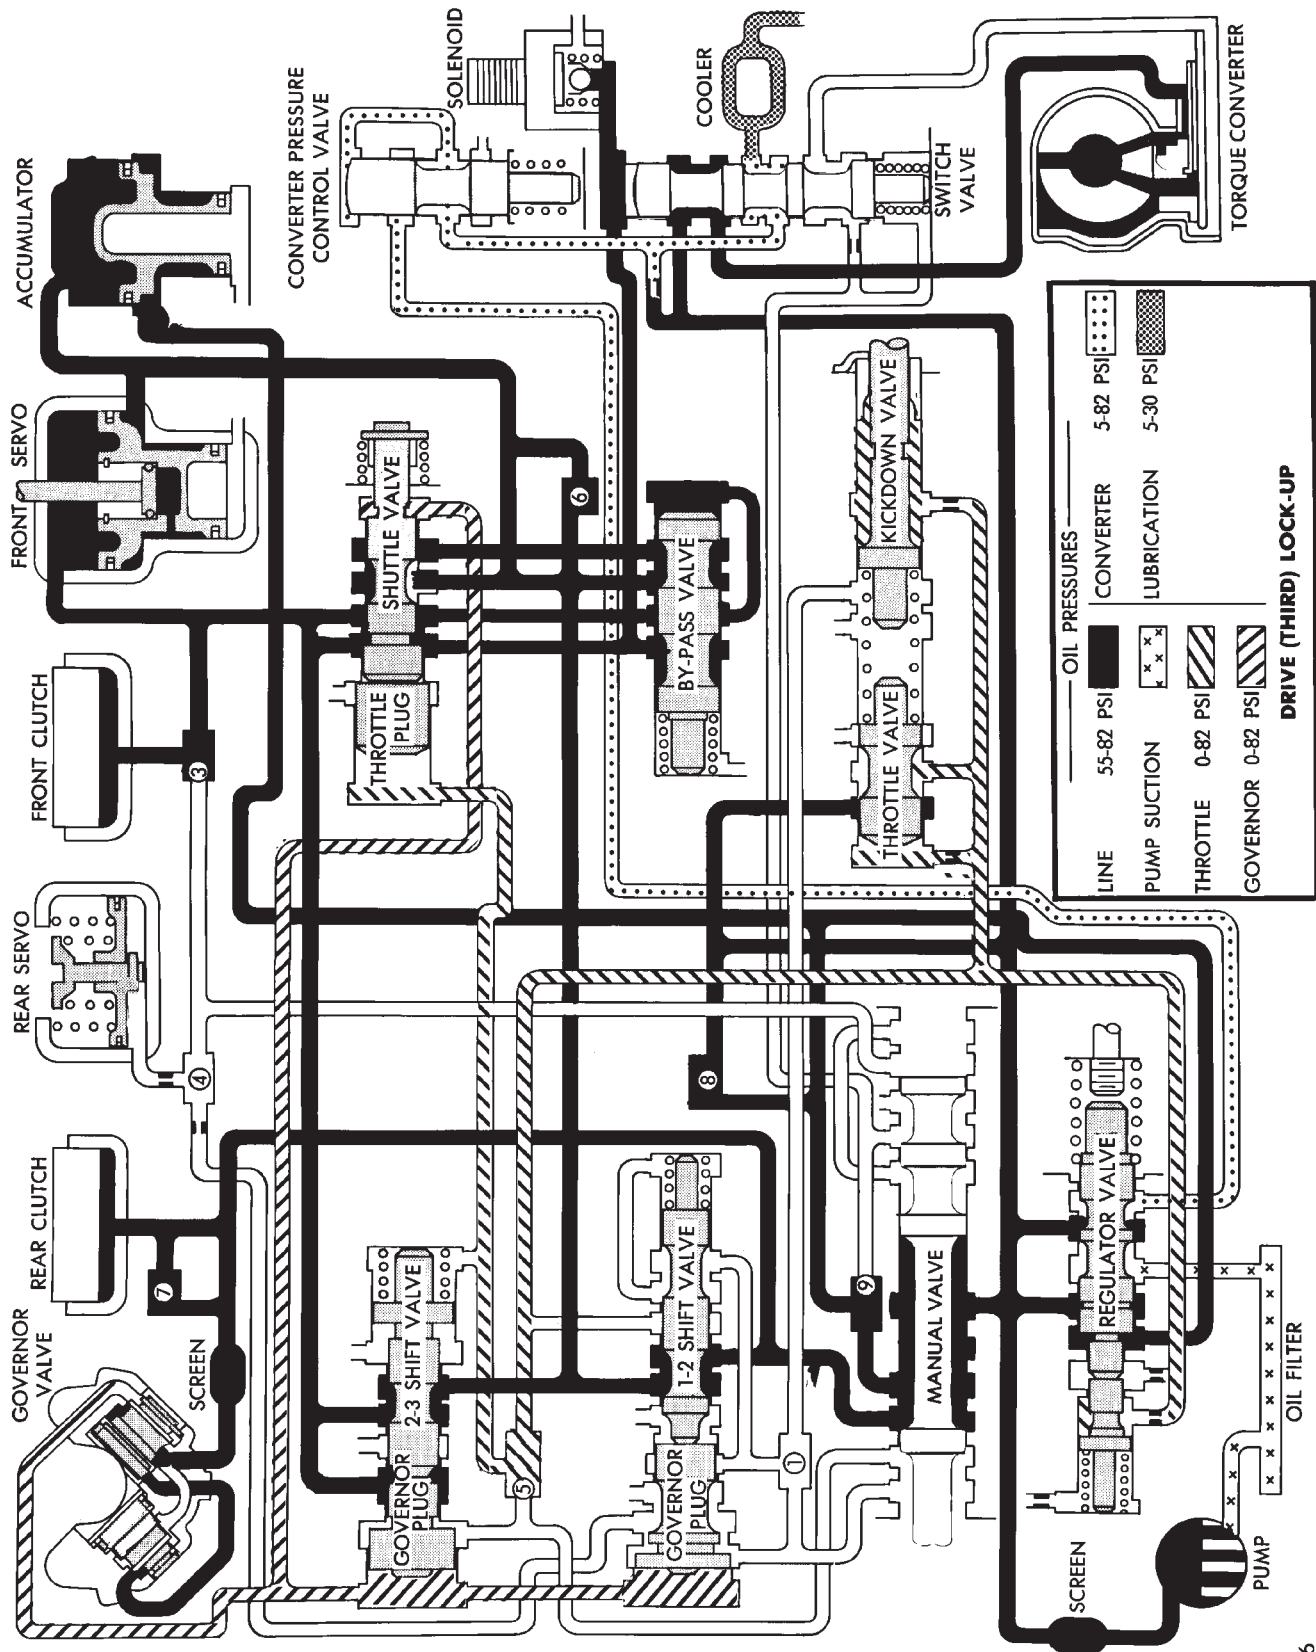 GOVERNOR
VALVE
REAR CLUTCH
REAR SERVO
FRONT CLUTCH
FRONT SERVO
ACCUMULATOR
SCREEN
7
4
3
CONVERTER PRESSURE
CONTROL VALVE
SOLENOID
GOVERNOR
PLUG
2-3 SHIFT VALVE
THROTTLE
PLUG
SHUTTLE VALVE
5
6
COOLER
GOVERNOR
PLUG
1-2 SHIFT VALVE
8
BY-PASS VALVE
SWITCH
VALVE
1
9
MANUAL VALVE
THROTTLE VALVE
KICKDOWN VALVE
TORQUE CONVERTER
SCREEN
REGULATOR VALVE
PUMP
OIL FILTER
OIL PRESSURES
LINE 55-82 PSI CONVERTER 5-82 PSI
PUMP SUCTION LUBRICATION 5-30 PSI
THROTTLE 0-82 PSI
GOVERNOR 0-82 PSI
DRIVE (THIRD) LOCK-UP